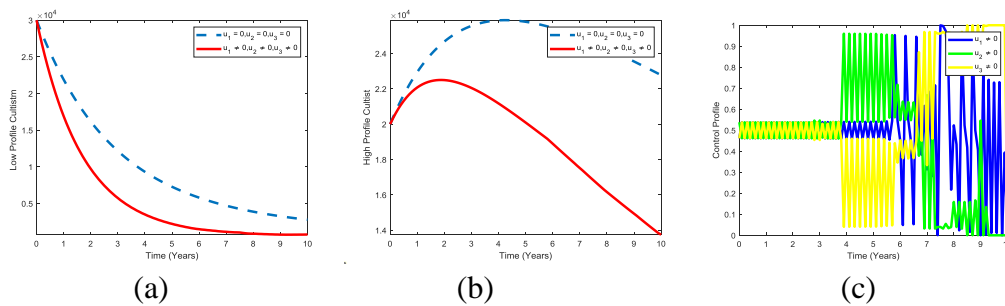 3 ×10⁴
2.5
2
1.5
1
0.5
Low Profile Cultistm
u₁ = 0,u₂ = 0,u₃ = 0
u₁ ≠ 0,u₂ ≠ 0,u₃ ≠ 0
0 1 2 3 4 5 6 7 8 9 10
Time (Years)
(a)
×10⁴
2.4
2.2
2
1.8
1.6
1.4
High Profile Cultist
u₁ = 0,u₂ = 0,u₃ = 0
u₁ ≠ 0,u₂ ≠ 0,u₃ ≠ 0
0 1 2 3 4 5 6 7 8 9 10
Time (Years)
(b)
1
0.9
0.8
0.7
0.6
0.5
0.4
0.3
0.2
0.1
0
Control Profile
u₁ ≠ 0
u₂ ≠ 0
u₃ ≠ 0
0 1 2 3 4 5 6 7 8 9
Time (Years)
(c)